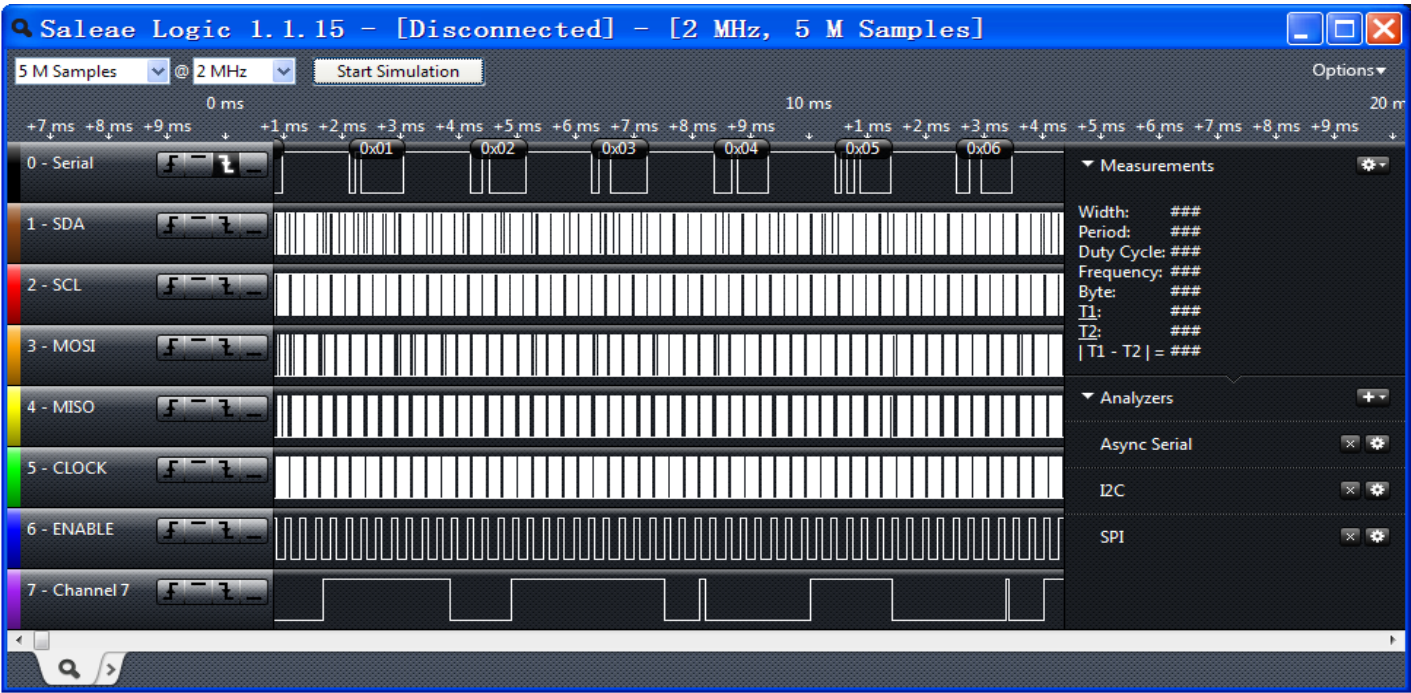 Saleae Logic 1.1.15 - [Disconnected] - [2 MHz, 5 M Samples]
5 M Samples @ 2 MHz Start Simulation Options
0 ms 10 ms 20 m
+7 ms +8 ms +9 ms +1 ms +2 ms +3 ms +4 ms +5 ms +6 ms +7 ms +8 ms +9 ms +1 ms +2 ms +3 ms +4 ms +5 ms +6 ms +7 ms +8 ms +9 ms
0 - Serial
0x01 0x02 0x03 0x04 0x05 0x06
1 - SDA
2 - SCL
3 - MOSI
4 - MISO
5 - CLOCK
6 - ENABLE
7 - Channel 7
Measurements
Width: ###
Period: ###
Duty Cycle: ###
Frequency: ###
Byte: ###
T1: ###
T2: ###
| T1 - T2 | = ###
Analyzers
Async Serial
I2C
SPI